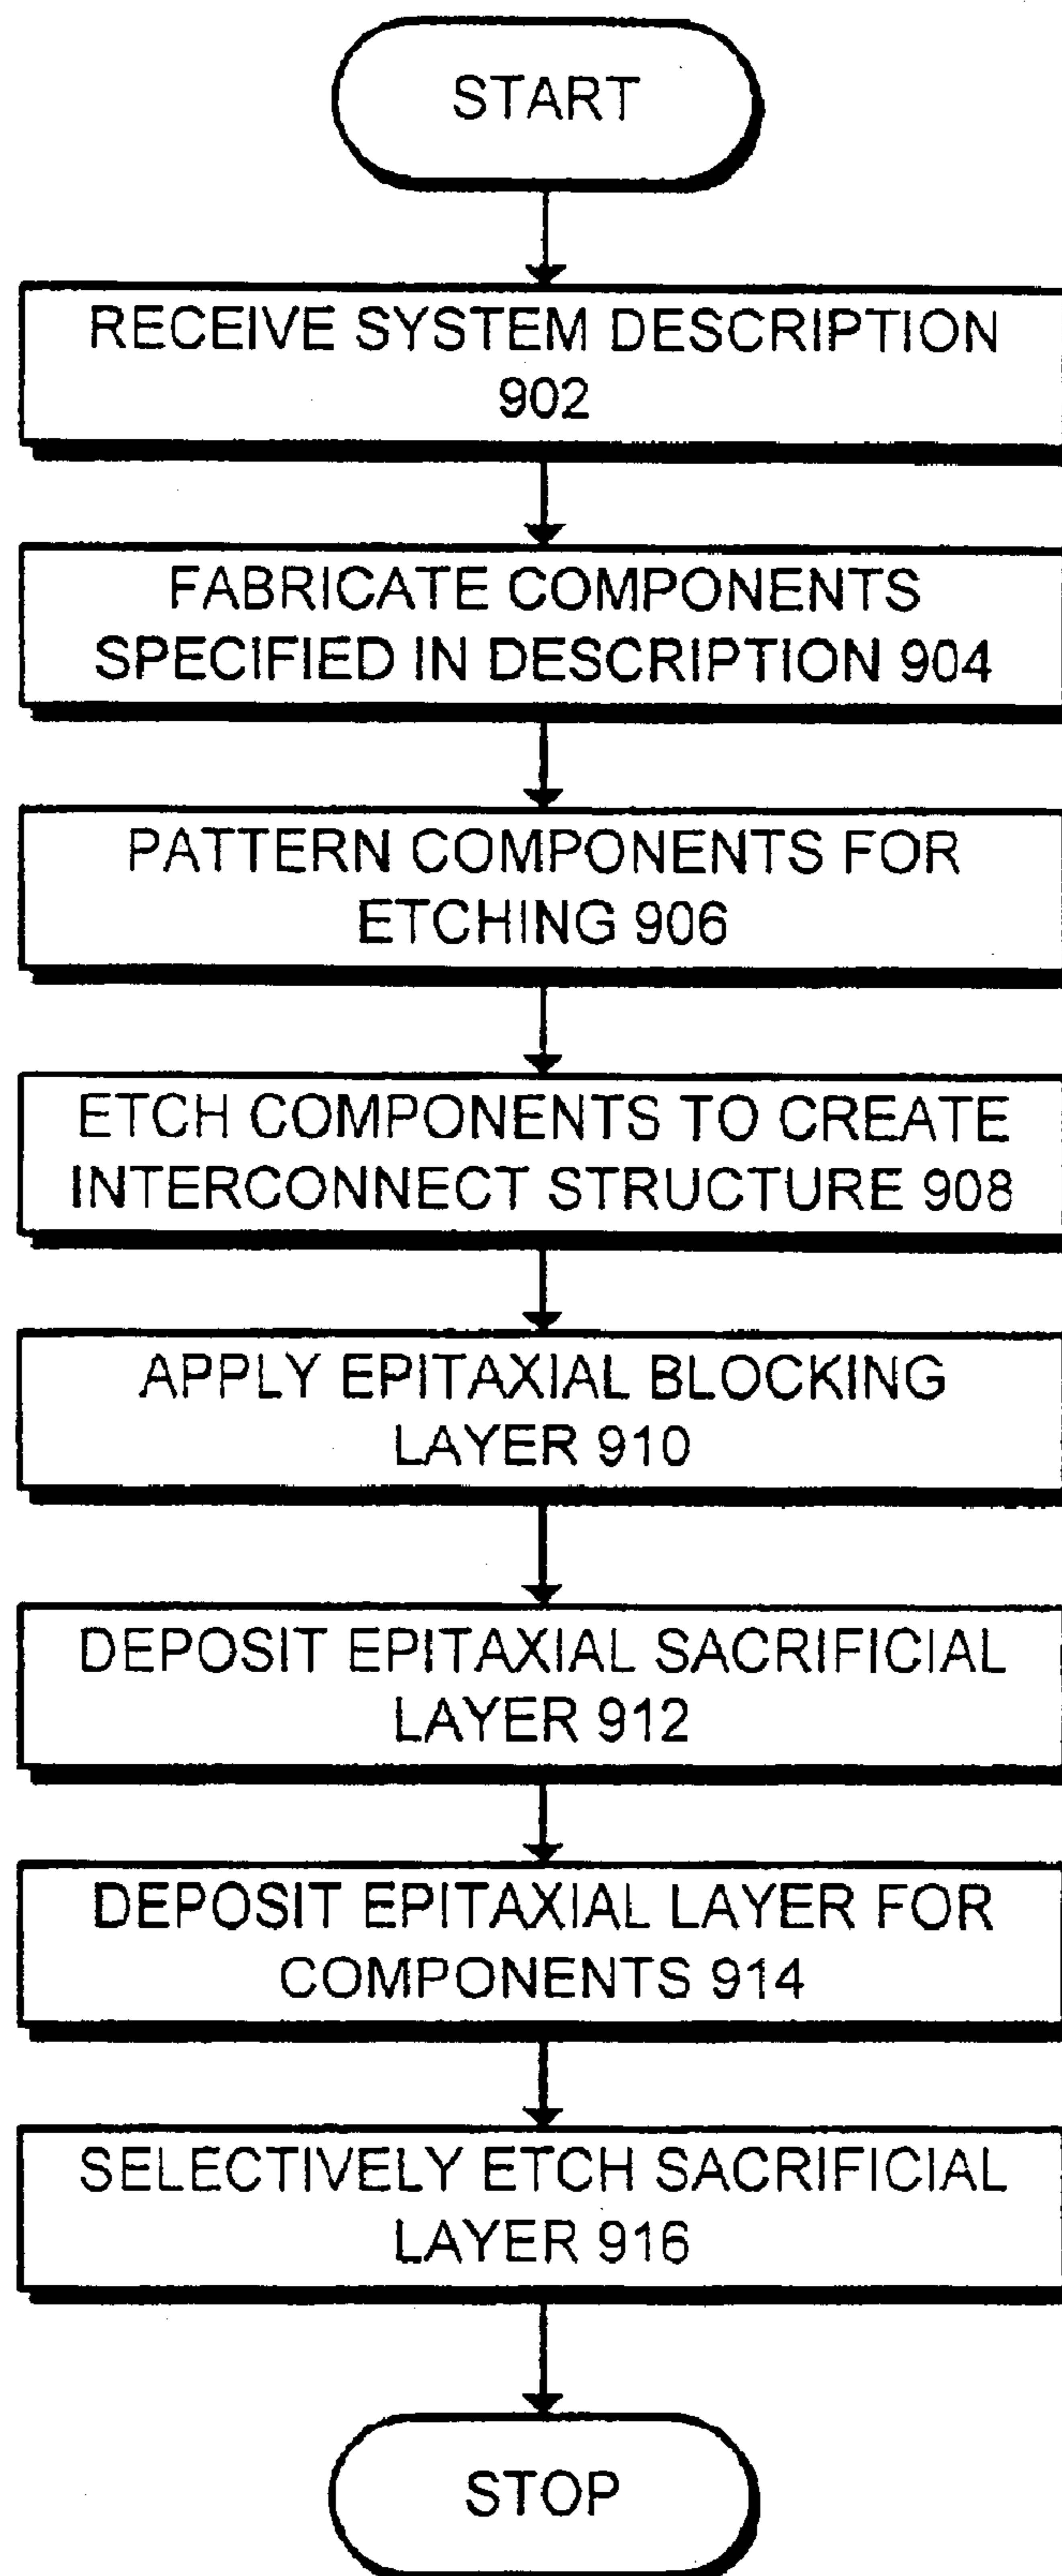 START
RECEIVE SYSTEM DESCRIPTION
902
FABRICATE COMPONENTS
SPECIFIED IN DESCRIPTION 904
PATTERN COMPONENTS FOR
ETCHING 906
ETCH COMPONENTS TO CREATE
INTERCONNECT STRUCTURE 908
APPLY EPITAXIAL BLOCKING
LAYER 910
DEPOSIT EPITAXIAL SACRIFICIAL
LAYER 912
DEPOSIT EPITAXIAL LAYER FOR
COMPONENTS 914
SELECTIVELY ETCH SACRIFICIAL
LAYER 916
STOP